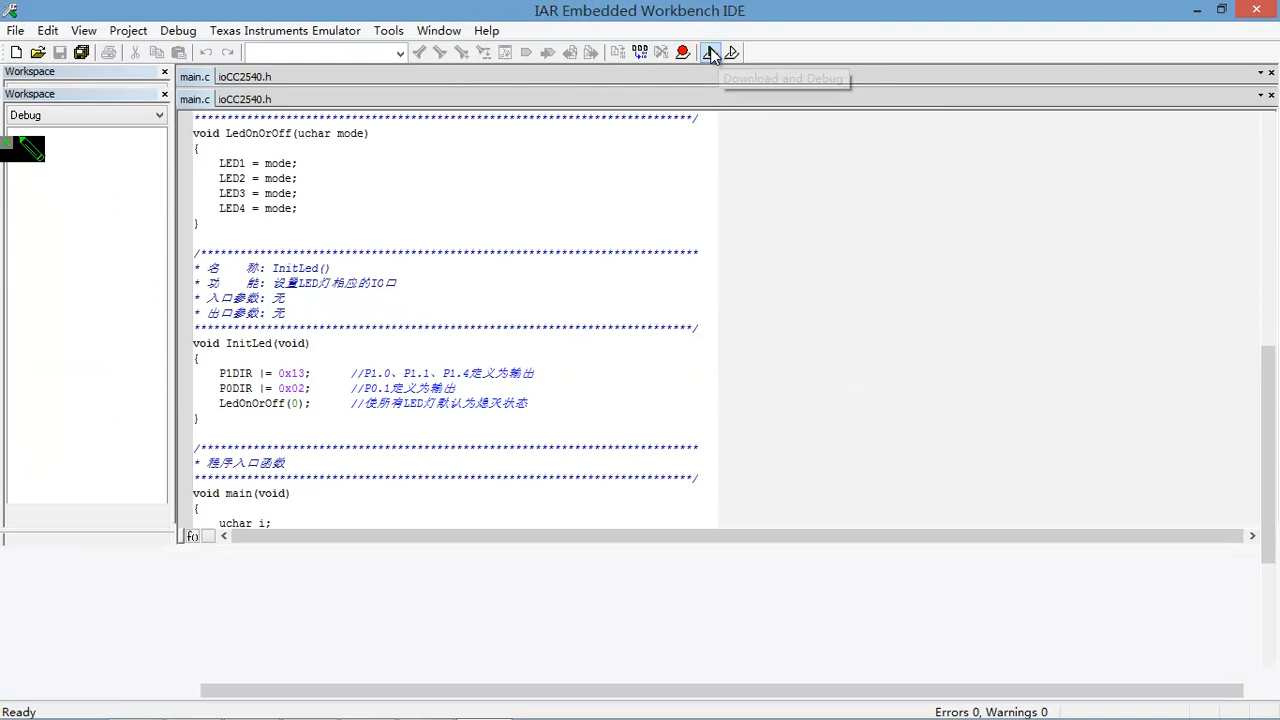 IAR Embedded Workbench IDE
File Edit View Project Debug Texas Instruments Emulator Tools Window Help
Workspace
main.c ioCC2540.h
Download and Debug
Workspace
main.c ioCC2540.h
Debug
************************************************************************************/
void LedOnOrOff(uchar mode)
{
LED1 = mode;
LED2 = mode;
LED3 = mode;
LED4 = mode;
}
/************************************************************************************
* 名 称: InitLed()
* 功 能: 设置LED灯相应的IO口
* 入口参数: 无
* 出口参数: 无
************************************************************************************/
void InitLed(void)
{
P1DIR |= 0x13; //P1.0、P1.1、P1.4定义为输出
P0DIR |= 0x02; //P0.1定义为输出
LedOnOrOff(0); //使所有LED灯默认为熄灭状态
}
/************************************************************************************
* 程序入口函数
************************************************************************************/
void main(void)
{
uchar i;
f()
Ready
Errors 0, Warnings 0